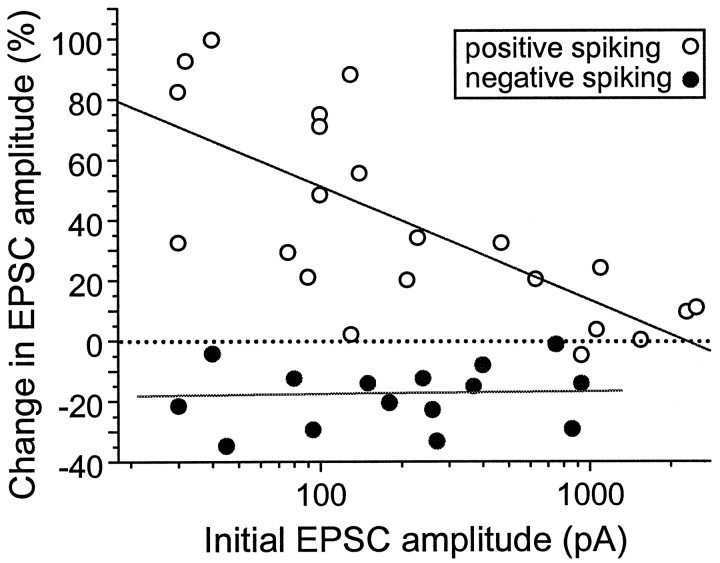 Change in EPSC amplitude (%)
100
80
60
40
20
0
-20
-40
positive spiking
negative spiking
100
1000
Initial EPSC amplitude (pA)